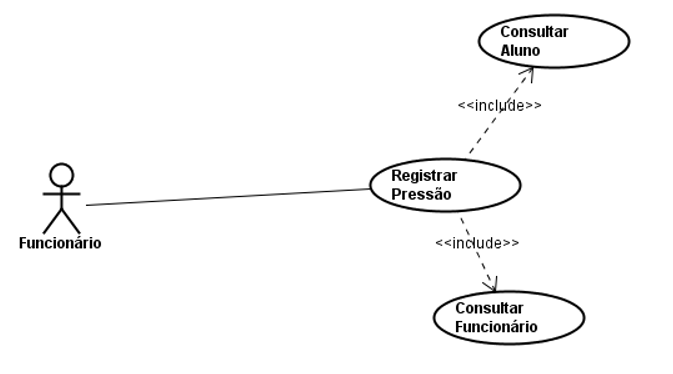 Consultar
Aluno
<<include>>
Registrar
Pressão
Funcionário
<<include>>
Consultar
Funcionário